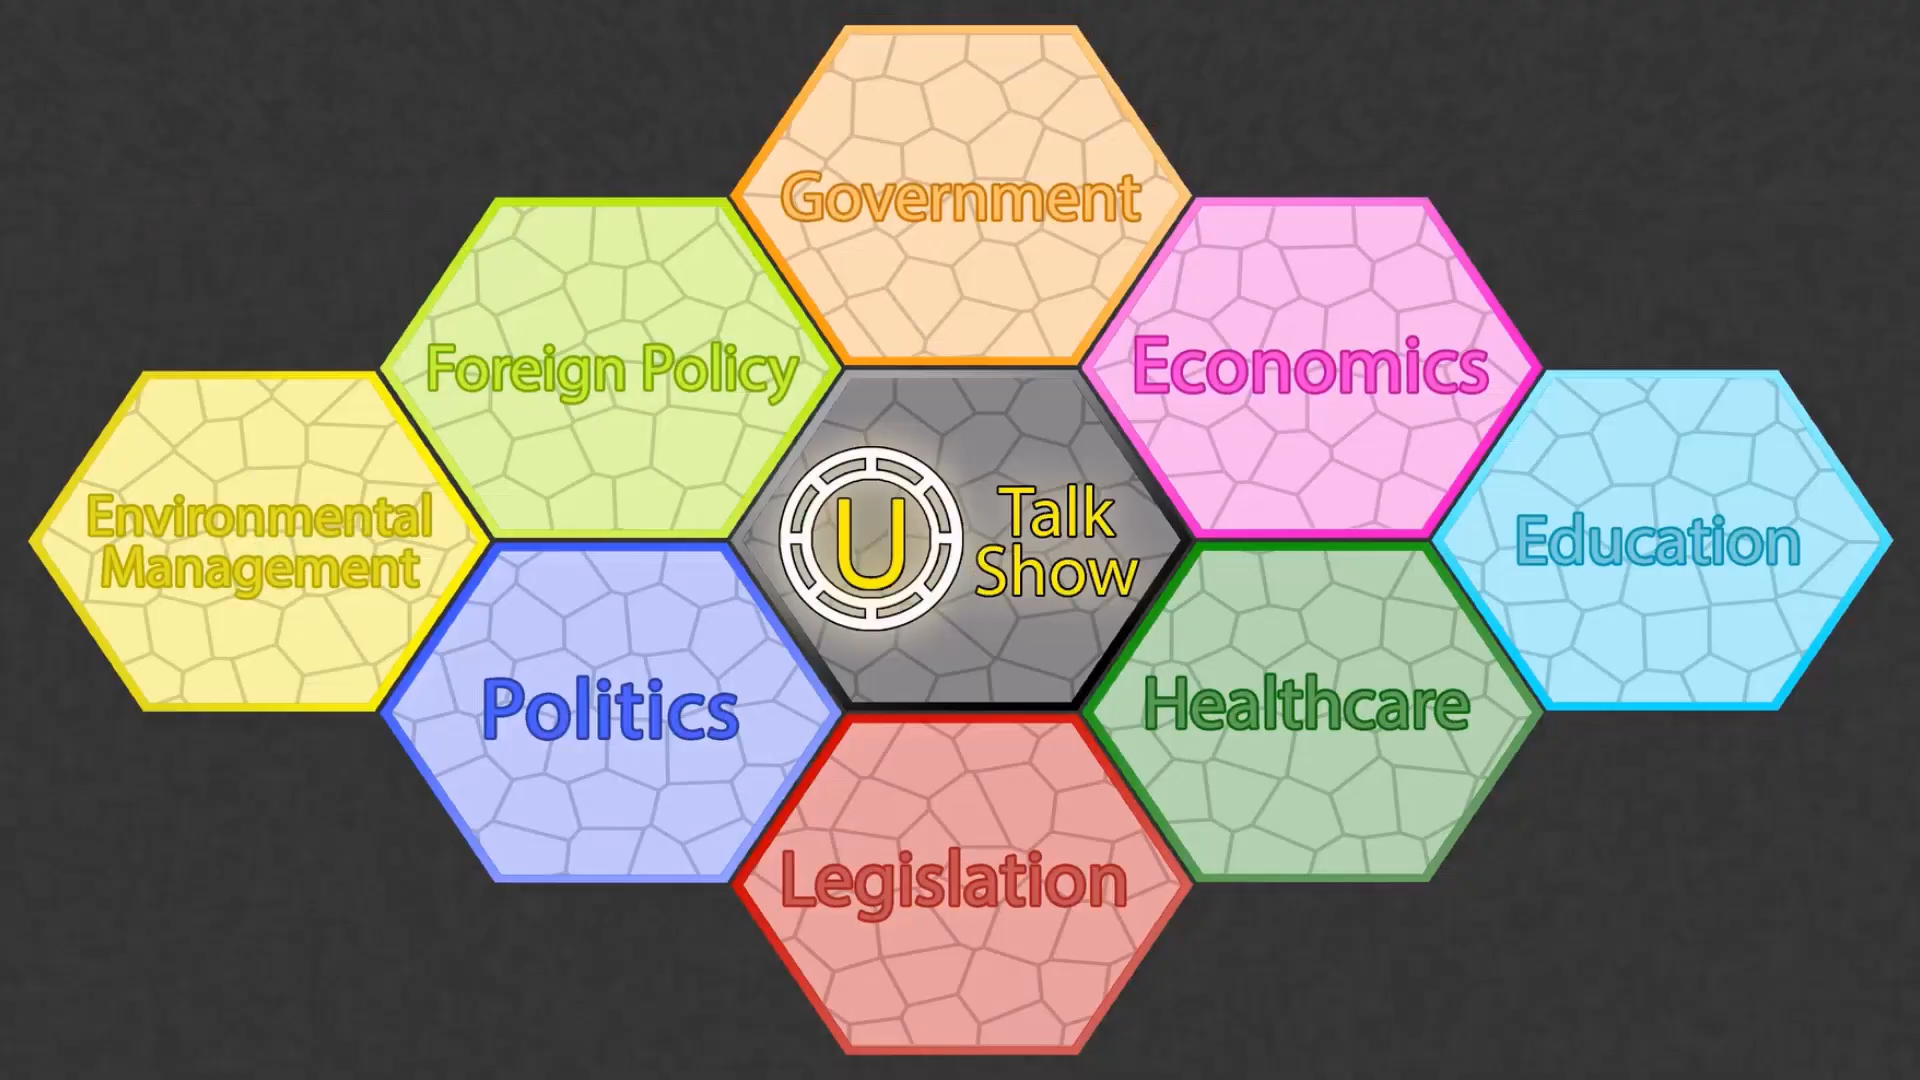 Government
Foreign Policy
Economics
Environmental
Management
U
Talk
Show
Education
Politics
Healthcare
Legislation